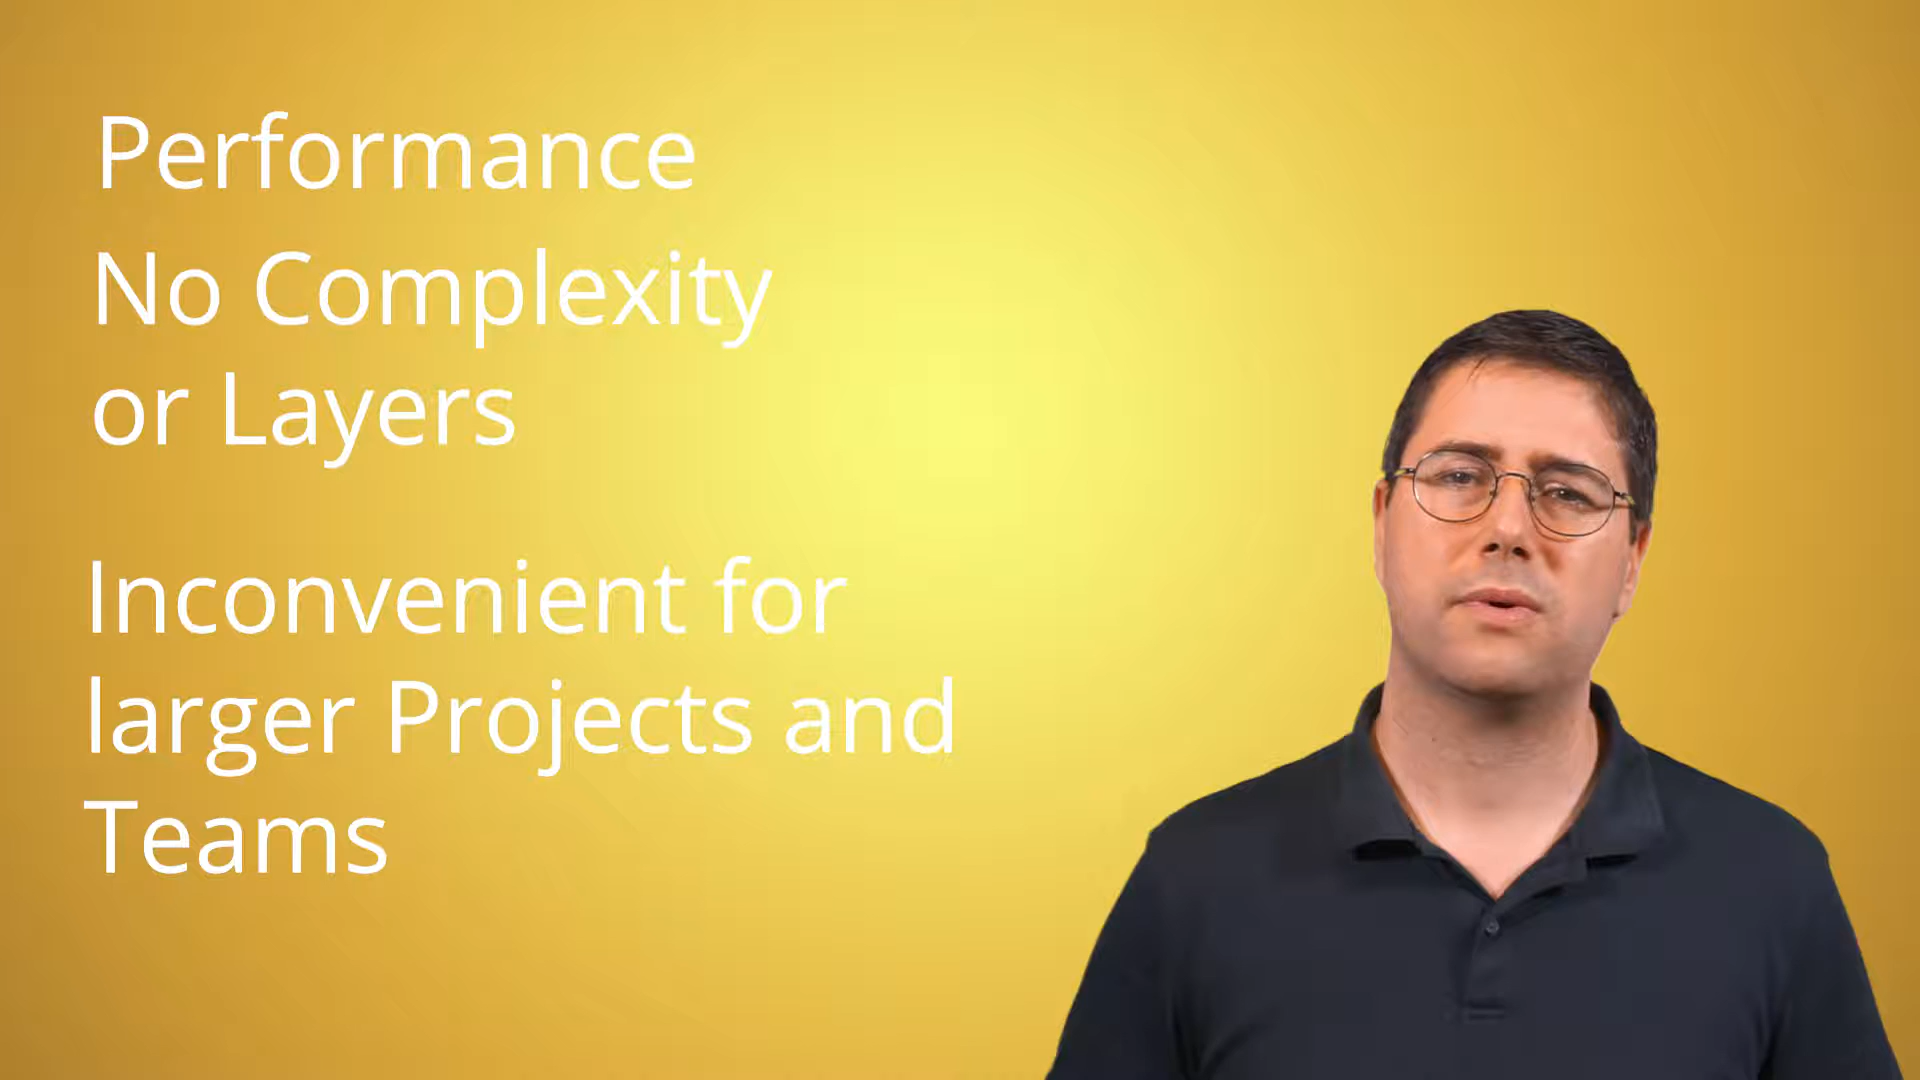 Performance
No Complexity
or Layers
Inconvenient for
larger Projects and
Teams